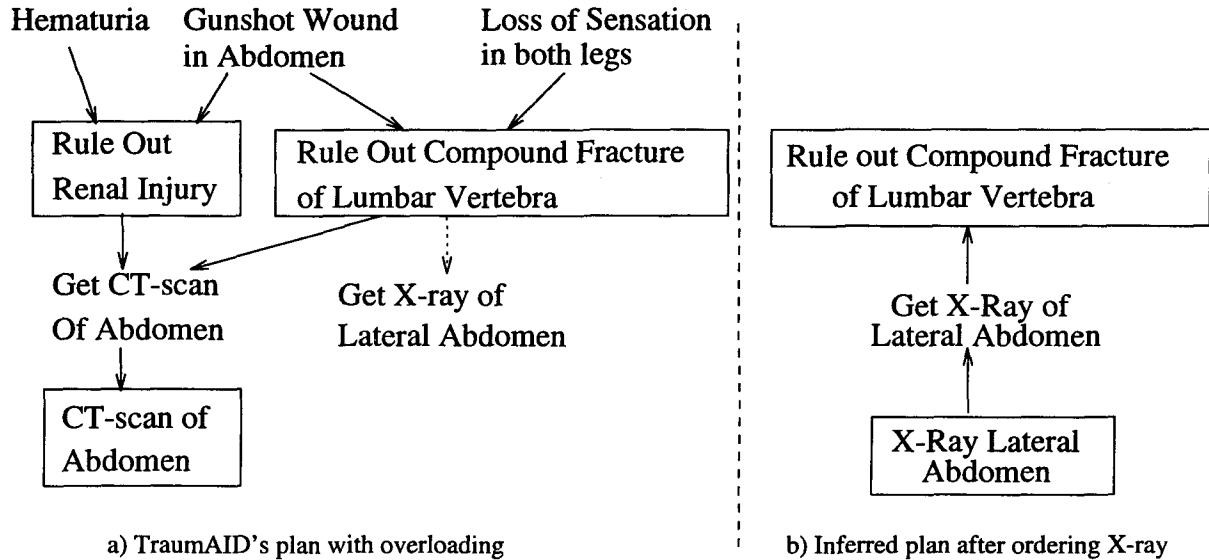 Hematuria
Gunshot Wound
in Abdomen
Loss of Sensation
in both legs
Rule Out
Renal Injury
Rule Out Compound Fracture
of Lumbar Vertebra
Get CT-scan
Of Abdomen
Get X-ray of
Lateral Abdomen
CT-scan of
Abdomen
a) TraumAID's plan with overloading
Rule out Compound Fracture
of Lumbar Vertebra
Get X-Ray of
Lateral Abdomen
X-Ray Lateral
Abdomen
b) Inferred plan after ordering X-ray